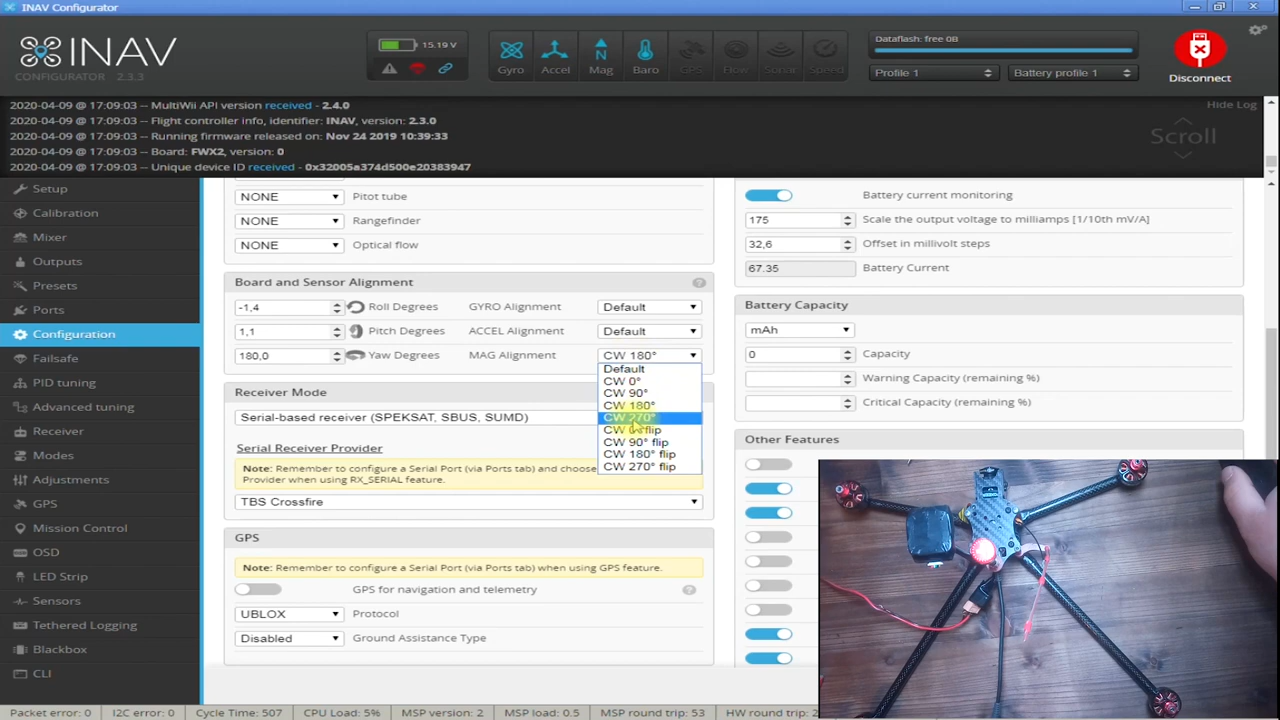 INAV Configurator
INAV
CONFIGURATOR 2.3.3
15.19 V
Gyro Accel Mag Baro GPS Flow Sonar Speed
Dataflash: free 0B
Profile 1
Battery profile 1
Disconnect
2020-04-09 @ 17:09:03 -- MultiWii API version received - 2.4.0
2020-04-09 @ 17:09:03 -- Flight controller info, identifier: INAV, version: 2.3.0
2020-04-09 @ 17:09:03 -- Running firmware released on: Nov 24 2019 10:39:33
2020-04-09 @ 17:09:03 -- Board: FWX2, version: 0
2020-04-09 @ 17:09:03 -- Unique device ID received - 0x32005a374d500e20383947
Hide Log
Scroll
Setup
Calibration
Mixer
Outputs
Presets
Ports
Configuration
Failsafe
PID tuning
Advanced tuning
Receiver
Modes
Adjustments
GPS
Mission Control
OSD
LED Strip
Sensors
Tethered Logging
Blackbox
CLI
NONE Pitot tube
NONE Rangefinder
NONE Optical flow
Board and Sensor Alignment
-1,4 Roll Degrees GYRO Alignment Default
1,1 Pitch Degrees ACCEL Alignment Default
180,0 Yaw Degrees MAG Alignment CW 180°
Default
CW 0°
CW 90°
CW 180°
CW 270°
CW 0° flip
CW 90° flip
CW 180° flip
CW 270° flip
Receiver Mode
Serial-based receiver (SPEKSAT, SBUS, SUMD)
Serial Receiver Provider
Note: Remember to configure a Serial Port (via Ports tab) and choose
Provider when using RX_SERIAL feature.
TBS Crossfire
GPS
Note: Remember to configure a Serial Port (via Ports tab) when using GPS feature.
GPS for navigation and telemetry
UBLOX Protocol
Disabled Ground Assistance Type
Battery current monitoring
175 Scale the output voltage to milliamps [1/10th mV/A]
32,6 Offset in millivolt steps
67.35 Battery Current
Battery Capacity
mAh
0 Capacity
Warning Capacity (remaining %)
Critical Capacity (remaining %)
Other Features
Packet error: 0 I2C error: 0 Cycle Time: 507 CPU Load: 5% MSP version: 2 MSP load: 0.5 MSP round trip: 53 HW round trip: 2